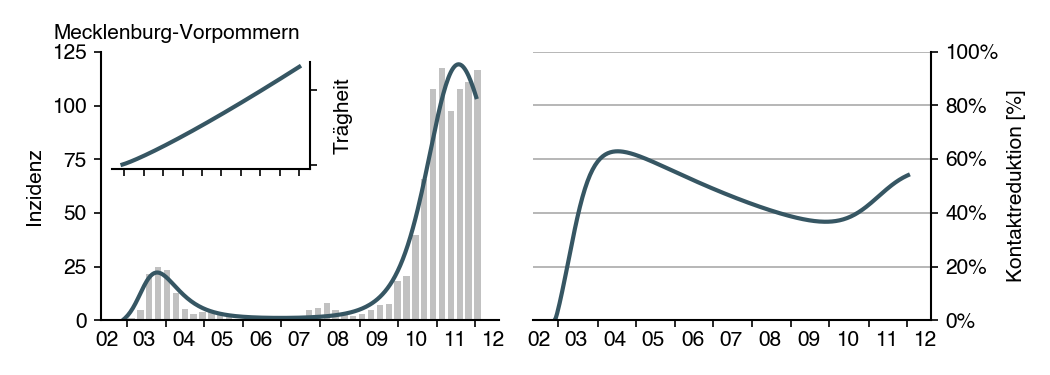 Mecklenburg-Vorpommern
125
100
75
50
25
0
Inzidenz
Trägheit
02 03 04 05 06 07 08 09 10 11 12
100%
80%
60%
40%
20%
0%
Kontaktreduktion [%]
02 03 04 05 06 07 08 09 10 11 12